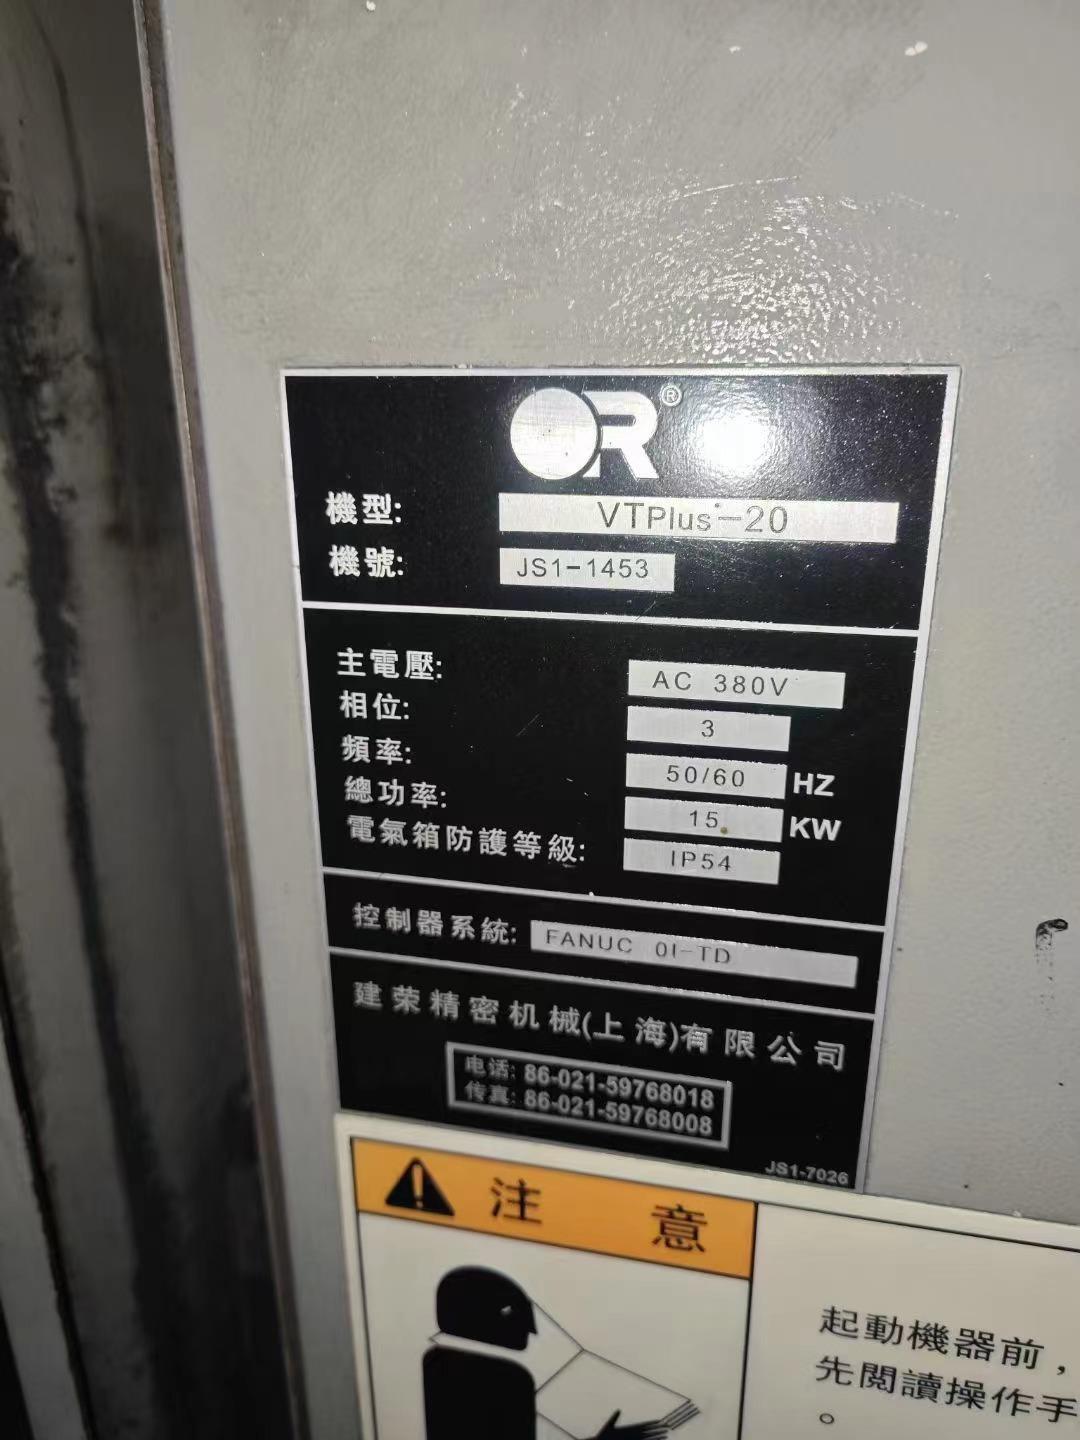 OR®
機型: VTPlus-20
機號: JS1-1453
主電壓: AC 380V
相位: 3
頻率: 50/60 HZ
總功率: 15 KW
電氣箱防護等級: IP54
控制器系統: FANUC 0I-TD
建荣精密机械(上海)有限公司
电话: 86-021-59768018
传真: 86-021-59768008
JS1-7026
注意
起動機器前，
先閱讀操作手
。